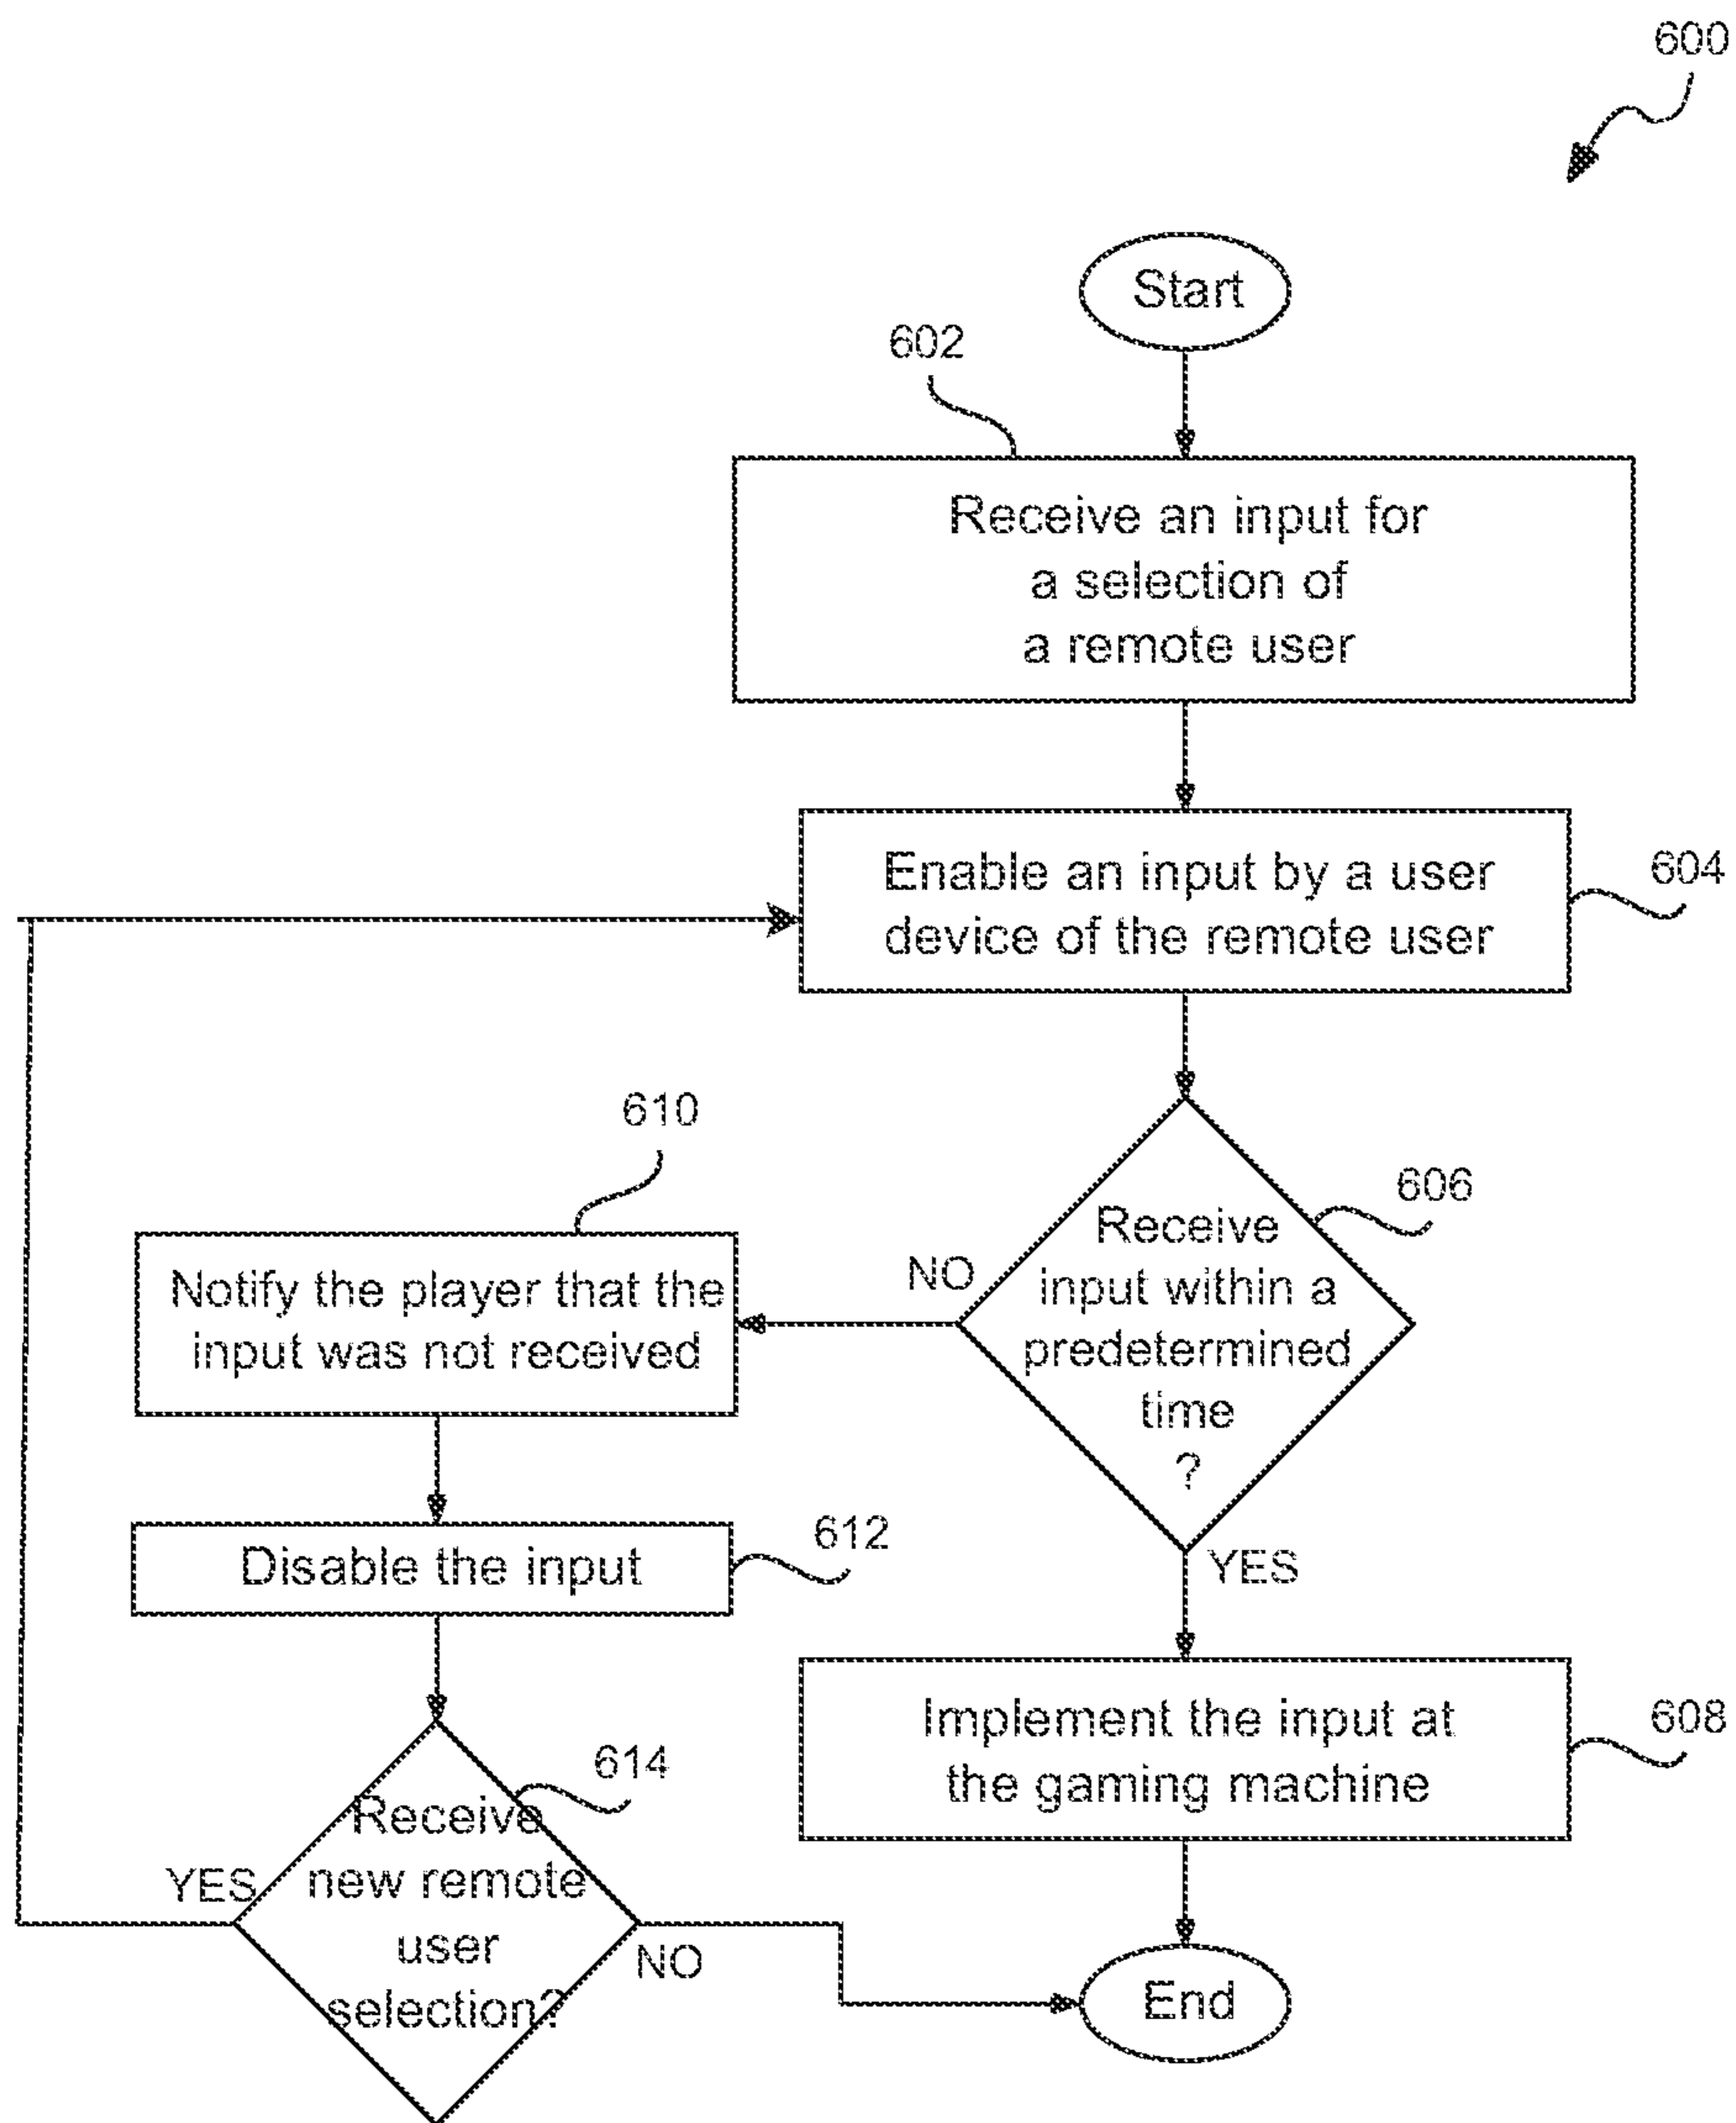 600
Start
602
Receive an input for
a selection of
a remote user
Enable an input by a user
device of the remote user
604
610
606
Receive
input within a
predetermined
time
?
NO
YES
Notify the player that the
input was not received
Disable the input
612
Implement the input at
the gaming machine
608
614
Receive
new remote
user
selection?
YES
NO
End